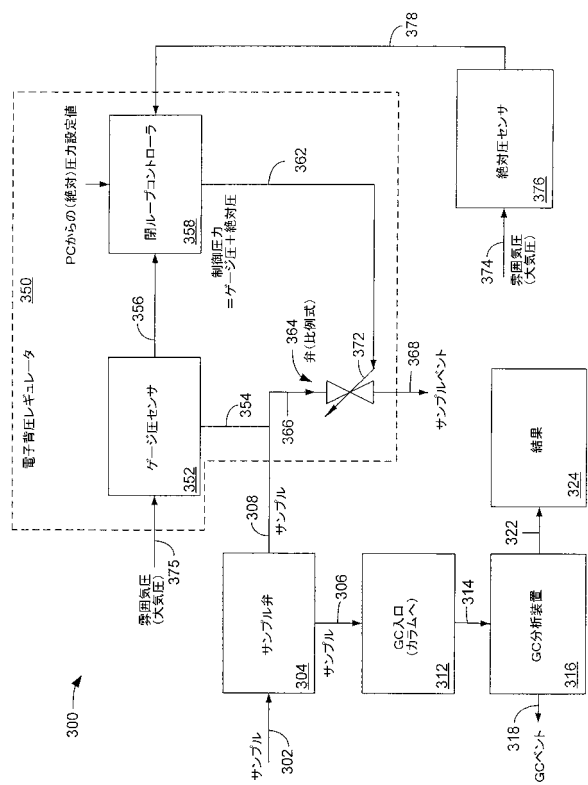 300
電子背圧レギュレータ
350
PCからの(絶対)圧力設定値
雰囲気圧
(大気圧)
375
ゲージ圧センサ
352
356
閉ループコントローラ
358
378
354
制御圧力
=ゲージ圧+絶対圧
362
364
弁(比例式)
366
372
368
サンプルベント
374
雰囲気圧
(大気圧)
絶対圧センサ
376
サンプル
302
サンプル弁
304
308
サンプル
サンプル
306
GC入口
(カラムへ)
312
314
GC分析装置
316
318
GCベント
322
結果
324